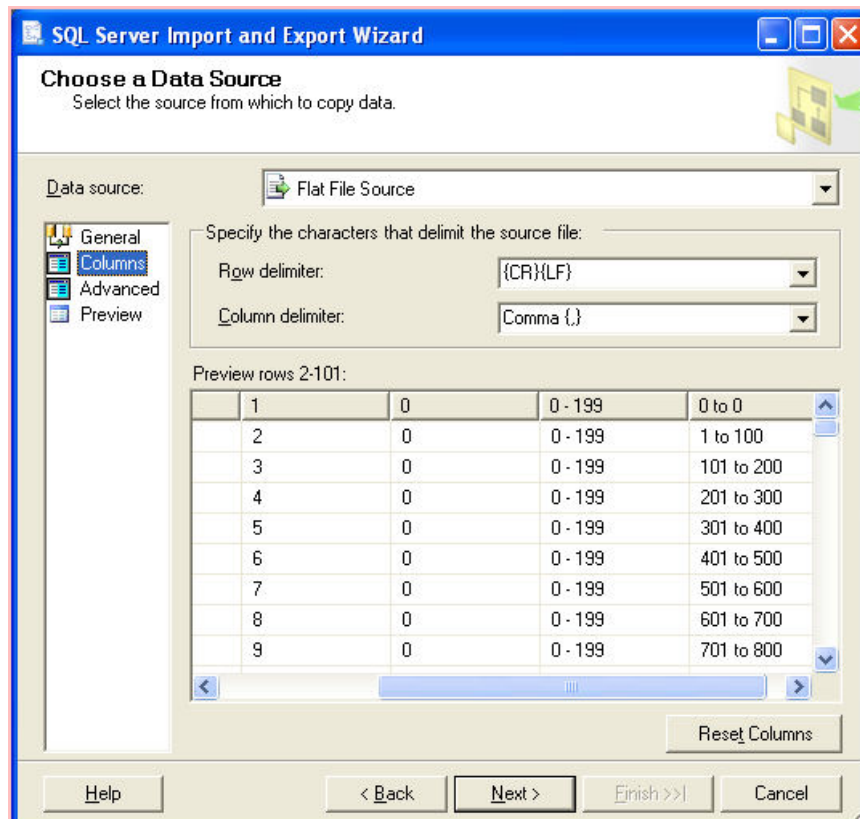 SQL Server Import and Export Wizard
Choose a Data Source
Select the source from which to copy data.
Data source: Flat File Source
General
Columns
Advanced
Preview
Specify the characters that delimit the source file:
Row delimiter: {CR}{LF}
Column delimiter: Comma {,}
Preview rows 2-101:
1 0 0 - 199 0 to 0
2 0 0 - 199 1 to 100
3 0 0 - 199 101 to 200
4 0 0 - 199 201 to 300
5 0 0 - 199 301 to 400
6 0 0 - 199 401 to 500
7 0 0 - 199 501 to 600
8 0 0 - 199 601 to 700
9 0 0 - 199 701 to 800
Reset Columns
Help < Back Next > Finish >>| Cancel